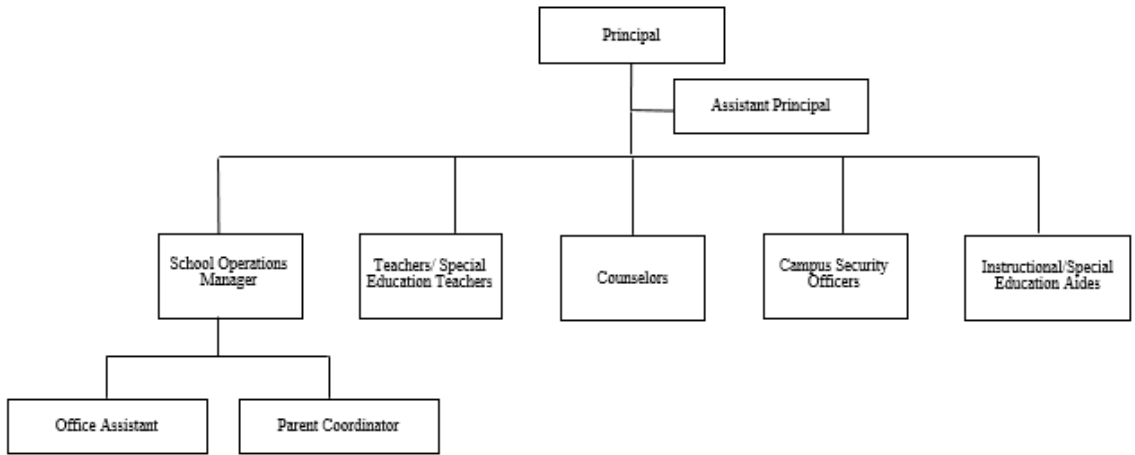 Principal
Assistant Principal
School Operations
Manager
Teachers/ Special
Education Teachers
Counselors
Campus Security
Officers
Instructional/Special
Education Aides
Office Assistant
Parent Coordinator